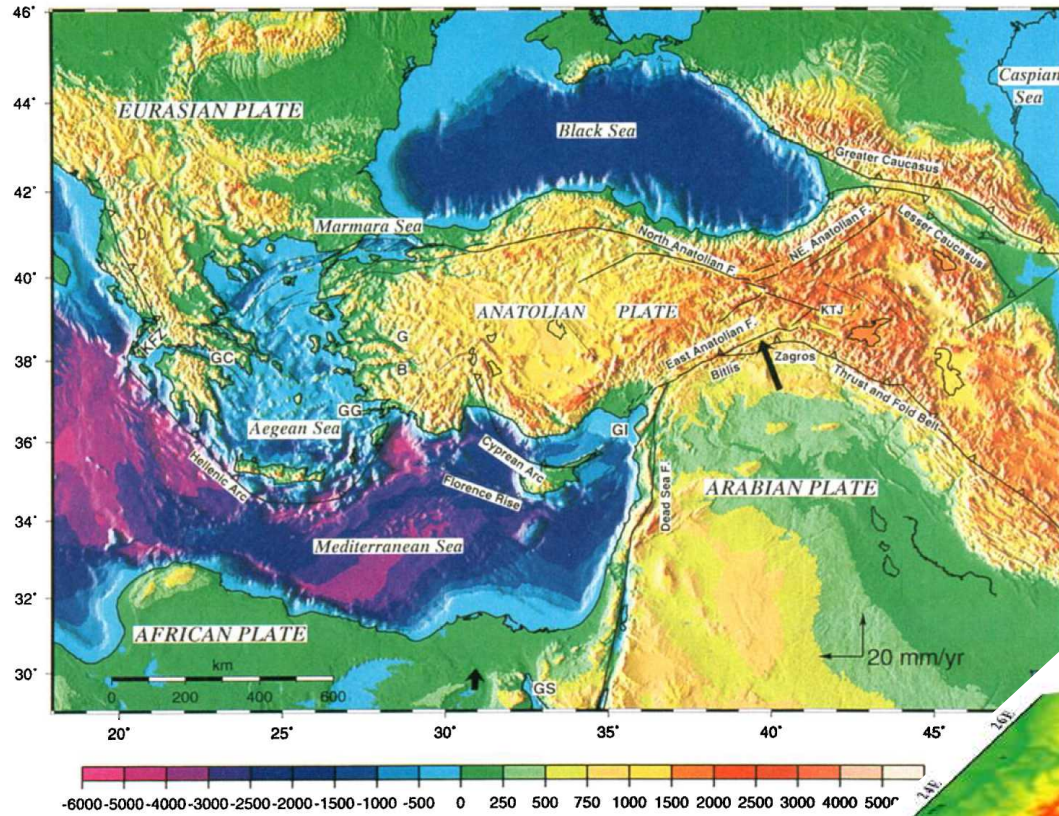 46°
44°
42°
40°
38°
36°
34°
32°
30°
EURASIAN PLATE
Black Sea
Caspian
Sea
Greater Caucasus
Lesser Caucasus
Marmara Sea
North Anatolian F.
NE. Anatolian F.
ANATOLIAN PLATE
KTJ
East Anatolian F.
Bitlis
Zagros
Thrust and Fold Belt
KFZ
GC
G
B
GG
GI
Aegean Sea
Hellenic Arc
Cyprean Arc
Florence Rise
Dead Sea F.
ARABIAN PLATE
Mediterranean Sea
AFRICAN PLATE
km
0 200 400 600
GS
20 mm/yr
20° 25° 30° 35° 40° 45°
-6000 -5000 -4000 -3000 -2000 -1500 -1000 -500 0 250 500 750 1000 1500 2000 2500 3000 4000
26E
24E